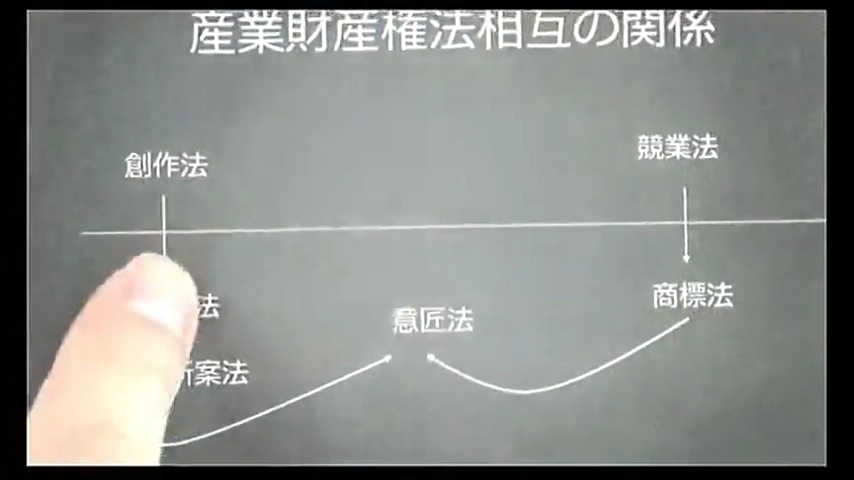 産業財産権法相互の関係
創作法
競業法
法
意匠法
商標法
新案法